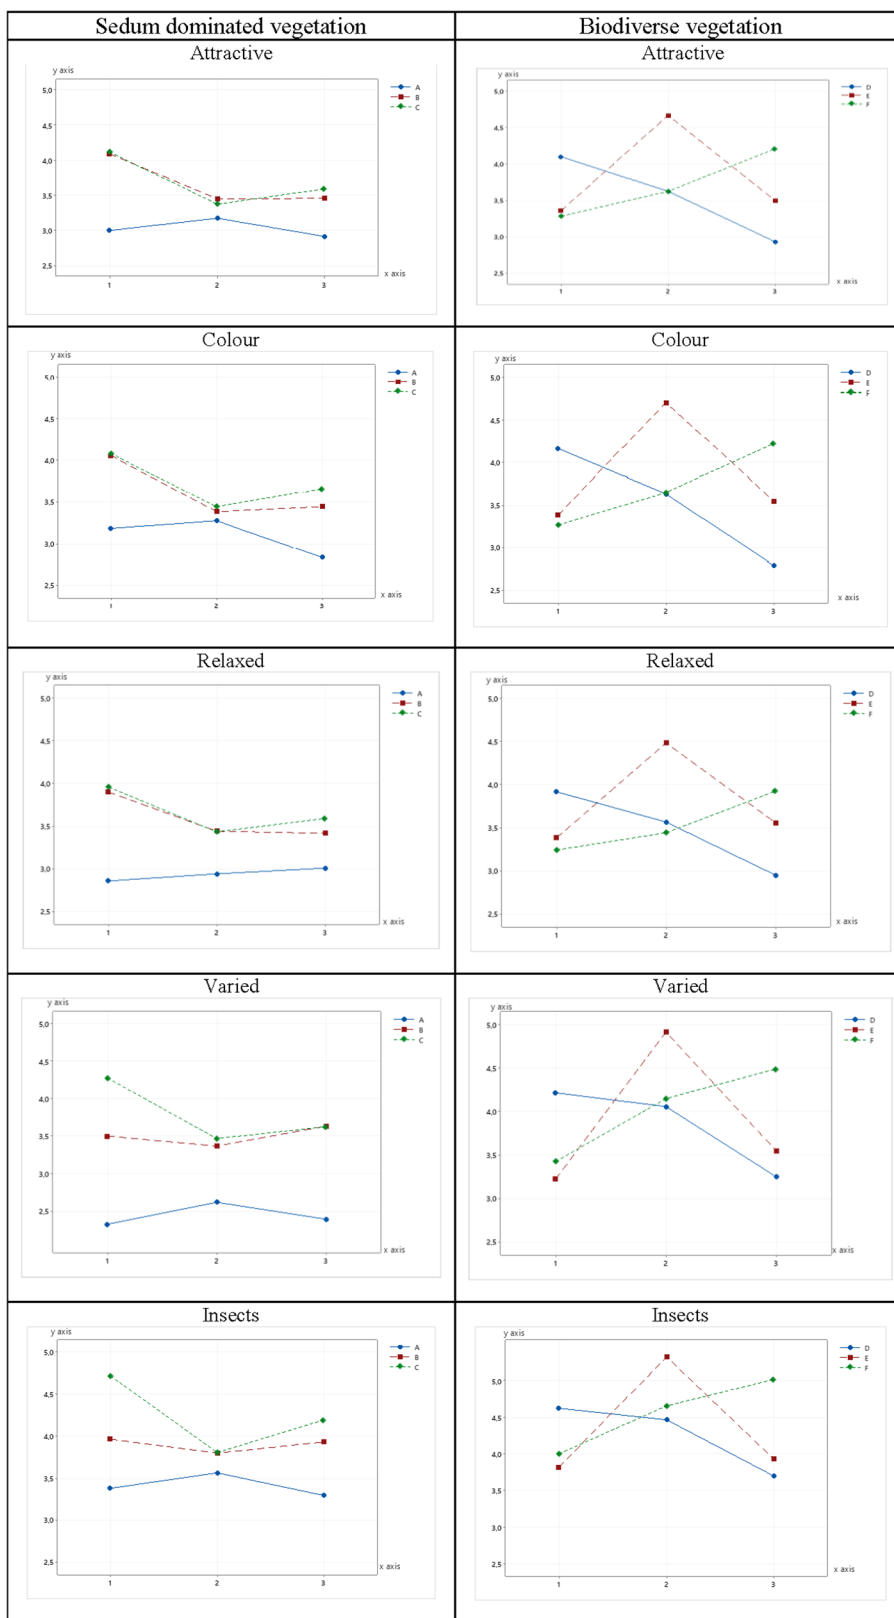 Sedum dominated vegetation
Biodiverse vegetation
Attractive
y axis
5,0
4,5
4,0
3,5
3,0
2,5
1 2 3
x axis
A
B
C
Attractive
y axis
5,0
4,5
4,0
3,5
3,0
2,5
1 2 3
x axis
D
E
F
Colour
y axis
5,0
4,5
4,0
3,5
3,0
2,5
1 2 3
x axis
A
B
C
Colour
y axis
5,0
4,5
4,0
3,5
3,0
2,5
1 2 3
x axis
D
E
F
Relaxed
y axis
5,0
4,5
4,0
3,5
3,0
2,5
1 2 3
x axis
A
B
C
Relaxed
y axis
5,0
4,5
4,0
3,5
3,0
2,5
1 2 3
x axis
D
E
F
Varied
y axis
5,0
4,5
4,0
3,5
3,0
2,5
1 2 3
x axis
A
B
C
Varied
y axis
5,0
4,5
4,0
3,5
3,0
2,5
1 2 3
x axis
D
E
F
Insects
y axis
5,0
4,5
4,0
3,5
3,0
2,5
1 2 3
x axis
A
B
C
Insects
y axis
5,0
4,5
4,0
3,5
3,0
2,5
1 2 3
x axis
D
E
F